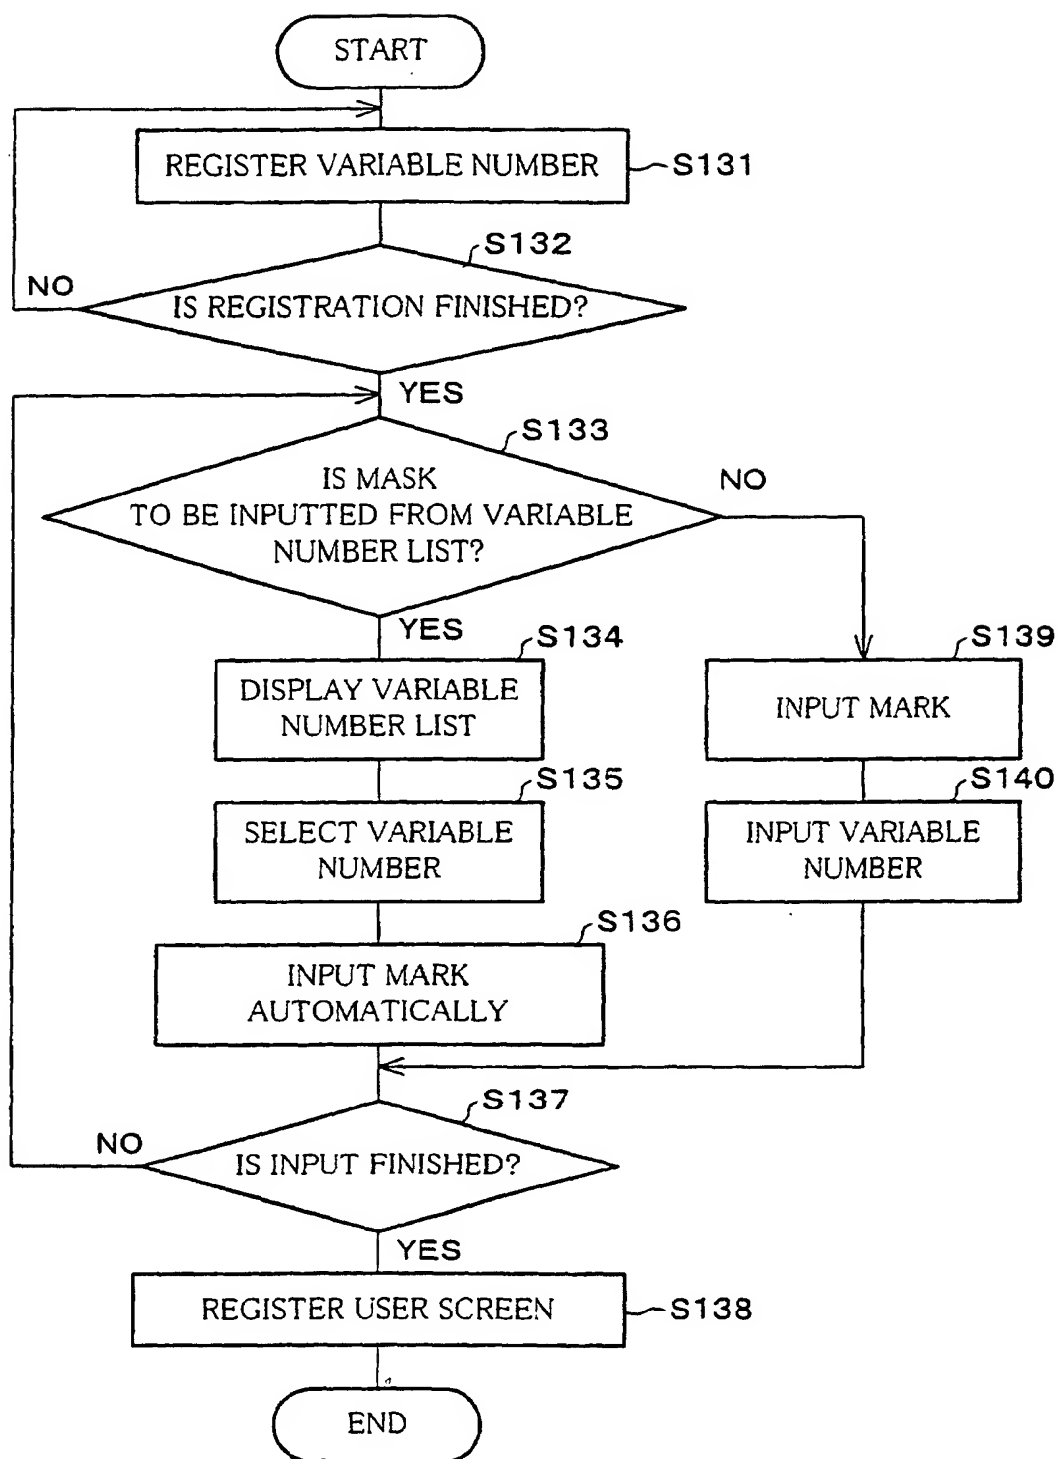 START
REGISTER VARIABLE NUMBER
S131
S132
NO
IS REGISTRATION FINISHED?
YES
S133
IS MASK
TO BE INPUTTED FROM VARIABLE
NUMBER LIST?
NO
YES
S134
DISPLAY VARIABLE
NUMBER LIST
S139
INPUT MARK
S135
SELECT VARIABLE
NUMBER
S140
INPUT VARIABLE
NUMBER
S136
INPUT MARK
AUTOMATICALLY
S137
NO
IS INPUT FINISHED?
YES
REGISTER USER SCREEN
S138
END